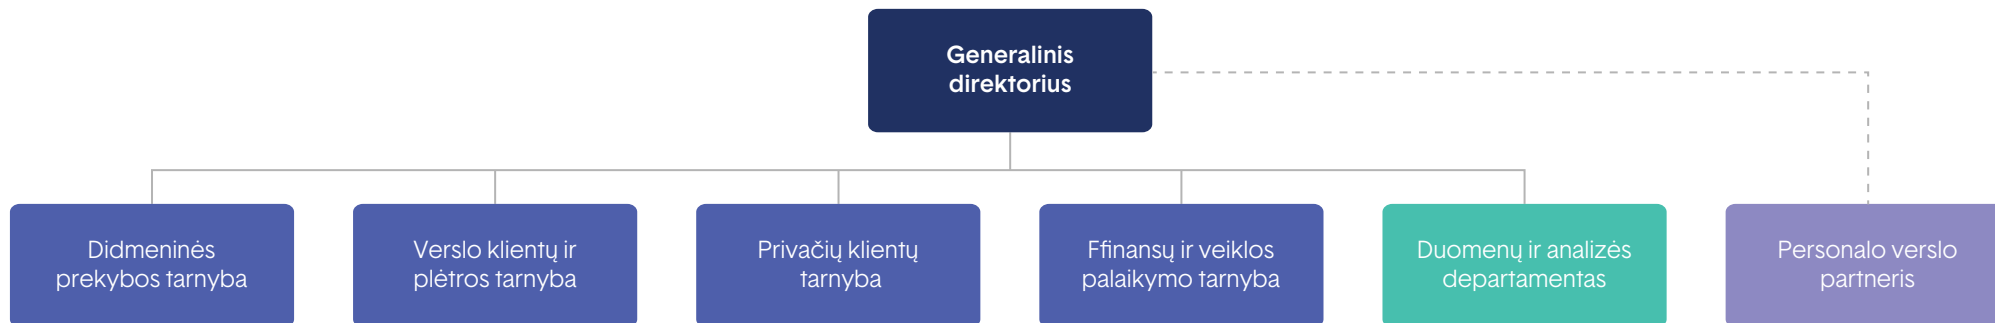 Generalinis
direktorius
Didmeninės
prekybos tarnyba
Verslo klientų ir
plėtros tarnyba
Privačių klientų
tarnyba
Ffinansų ir veiklos
palaikymo tarnyba
Duomenų ir analizės
departamentas
Personalo verslo
partneris